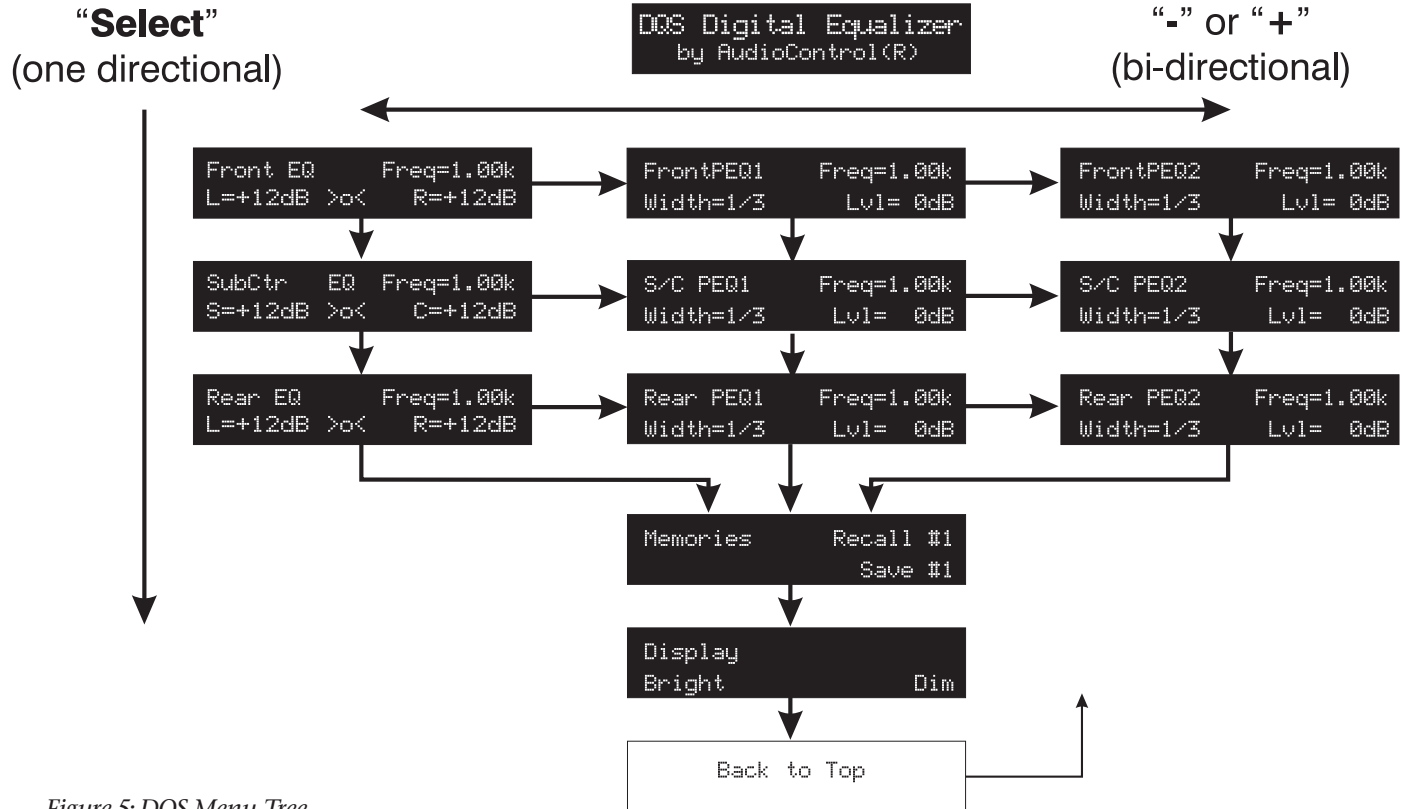 “Select”
(one directional)
DQS Digital Equalizer
by AudioControl(R)
“-” or “+”
(bi-directional)
Front EQ Freq=1.00k
L=+12dB >o< R=+12dB
FrontPEQ1 Freq=1.00k
Width=1/3 Lvl= 0dB
FrontPEQ2 Freq=1.00k
Width=1/3 Lvl= 0dB
SubCtr EQ Freq=1.00k
S=+12dB >o< C=+12dB
S/C PEQ1 Freq=1.00k
Width=1/3 Lvl= 0dB
S/C PEQ2 Freq=1.00k
Width=1/3 Lvl= 0dB
Rear EQ Freq=1.00k
L=+12dB >o< R=+12dB
Rear PEQ1 Freq=1.00k
Width=1/3 Lvl= 0dB
Rear PEQ2 Freq=1.00k
Width=1/3 Lvl= 0dB
Memories Recall #1
Save #1
Display
Bright Dim
Back to Top
Figure 5: DQS Menu Tree